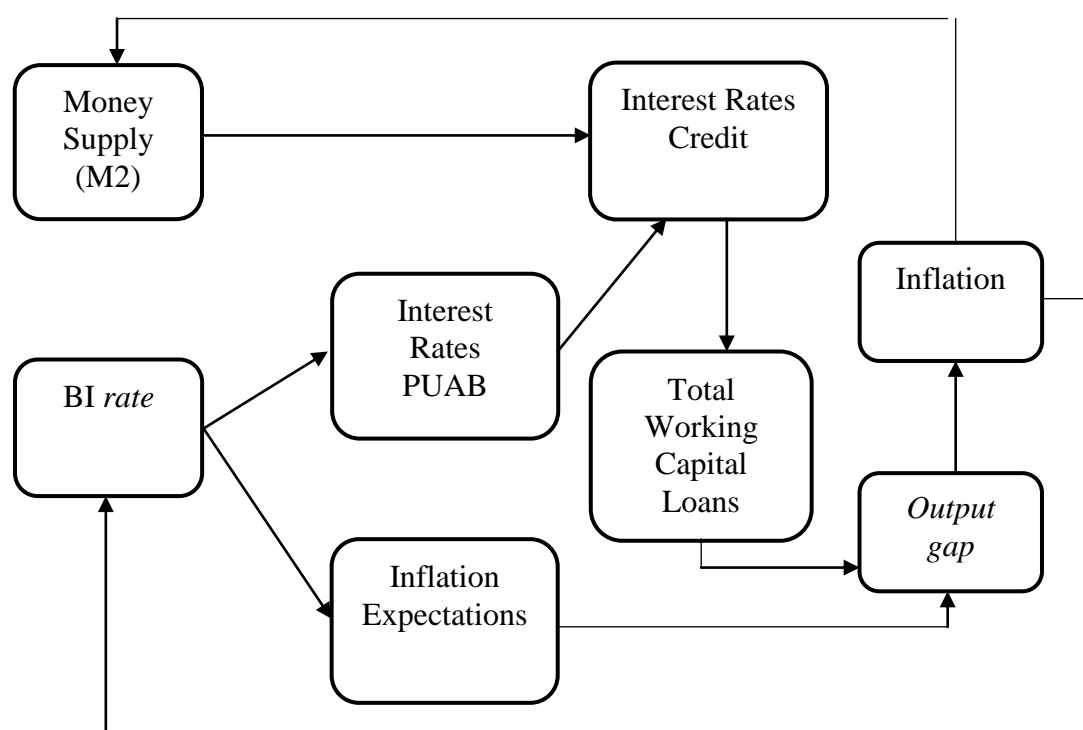 Money
Supply
(M2)
Interest Rates
Credit
Inflation
Interest
Rates
PUAB
BI rate
Total
Working
Capital
Loans
Output
gap
Inflation
Expectations